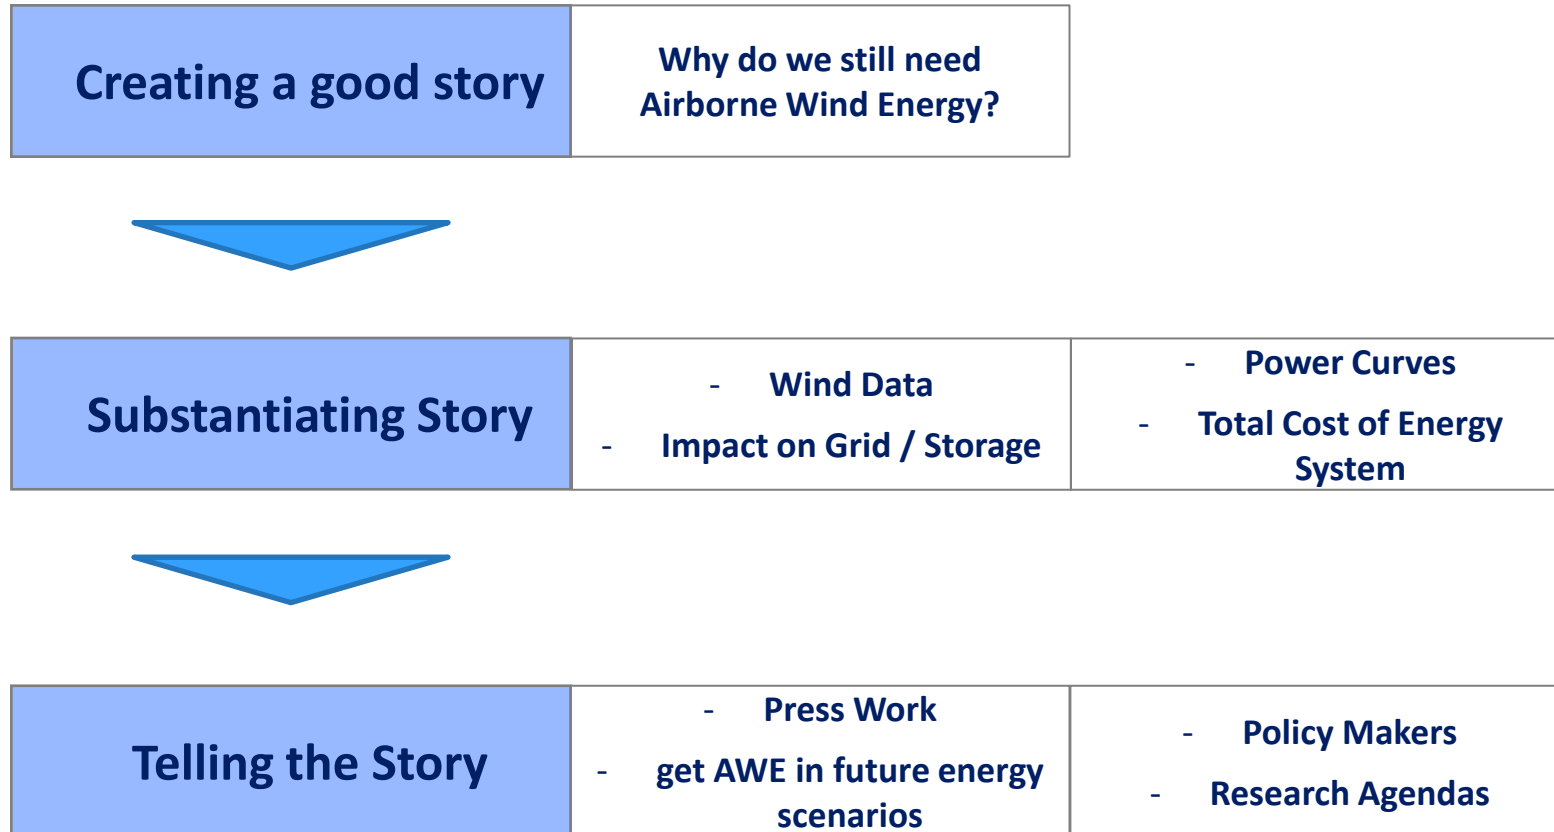 Creating a good story
Why do we still need
Airborne Wind Energy?
Substantiating Story
- Wind Data
- Impact on Grid / Storage
- Power Curves
- Total Cost of Energy
System
Telling the Story
- Press Work
- get AWE in future energy
scenarios
- Policy Makers
- Research Agendas